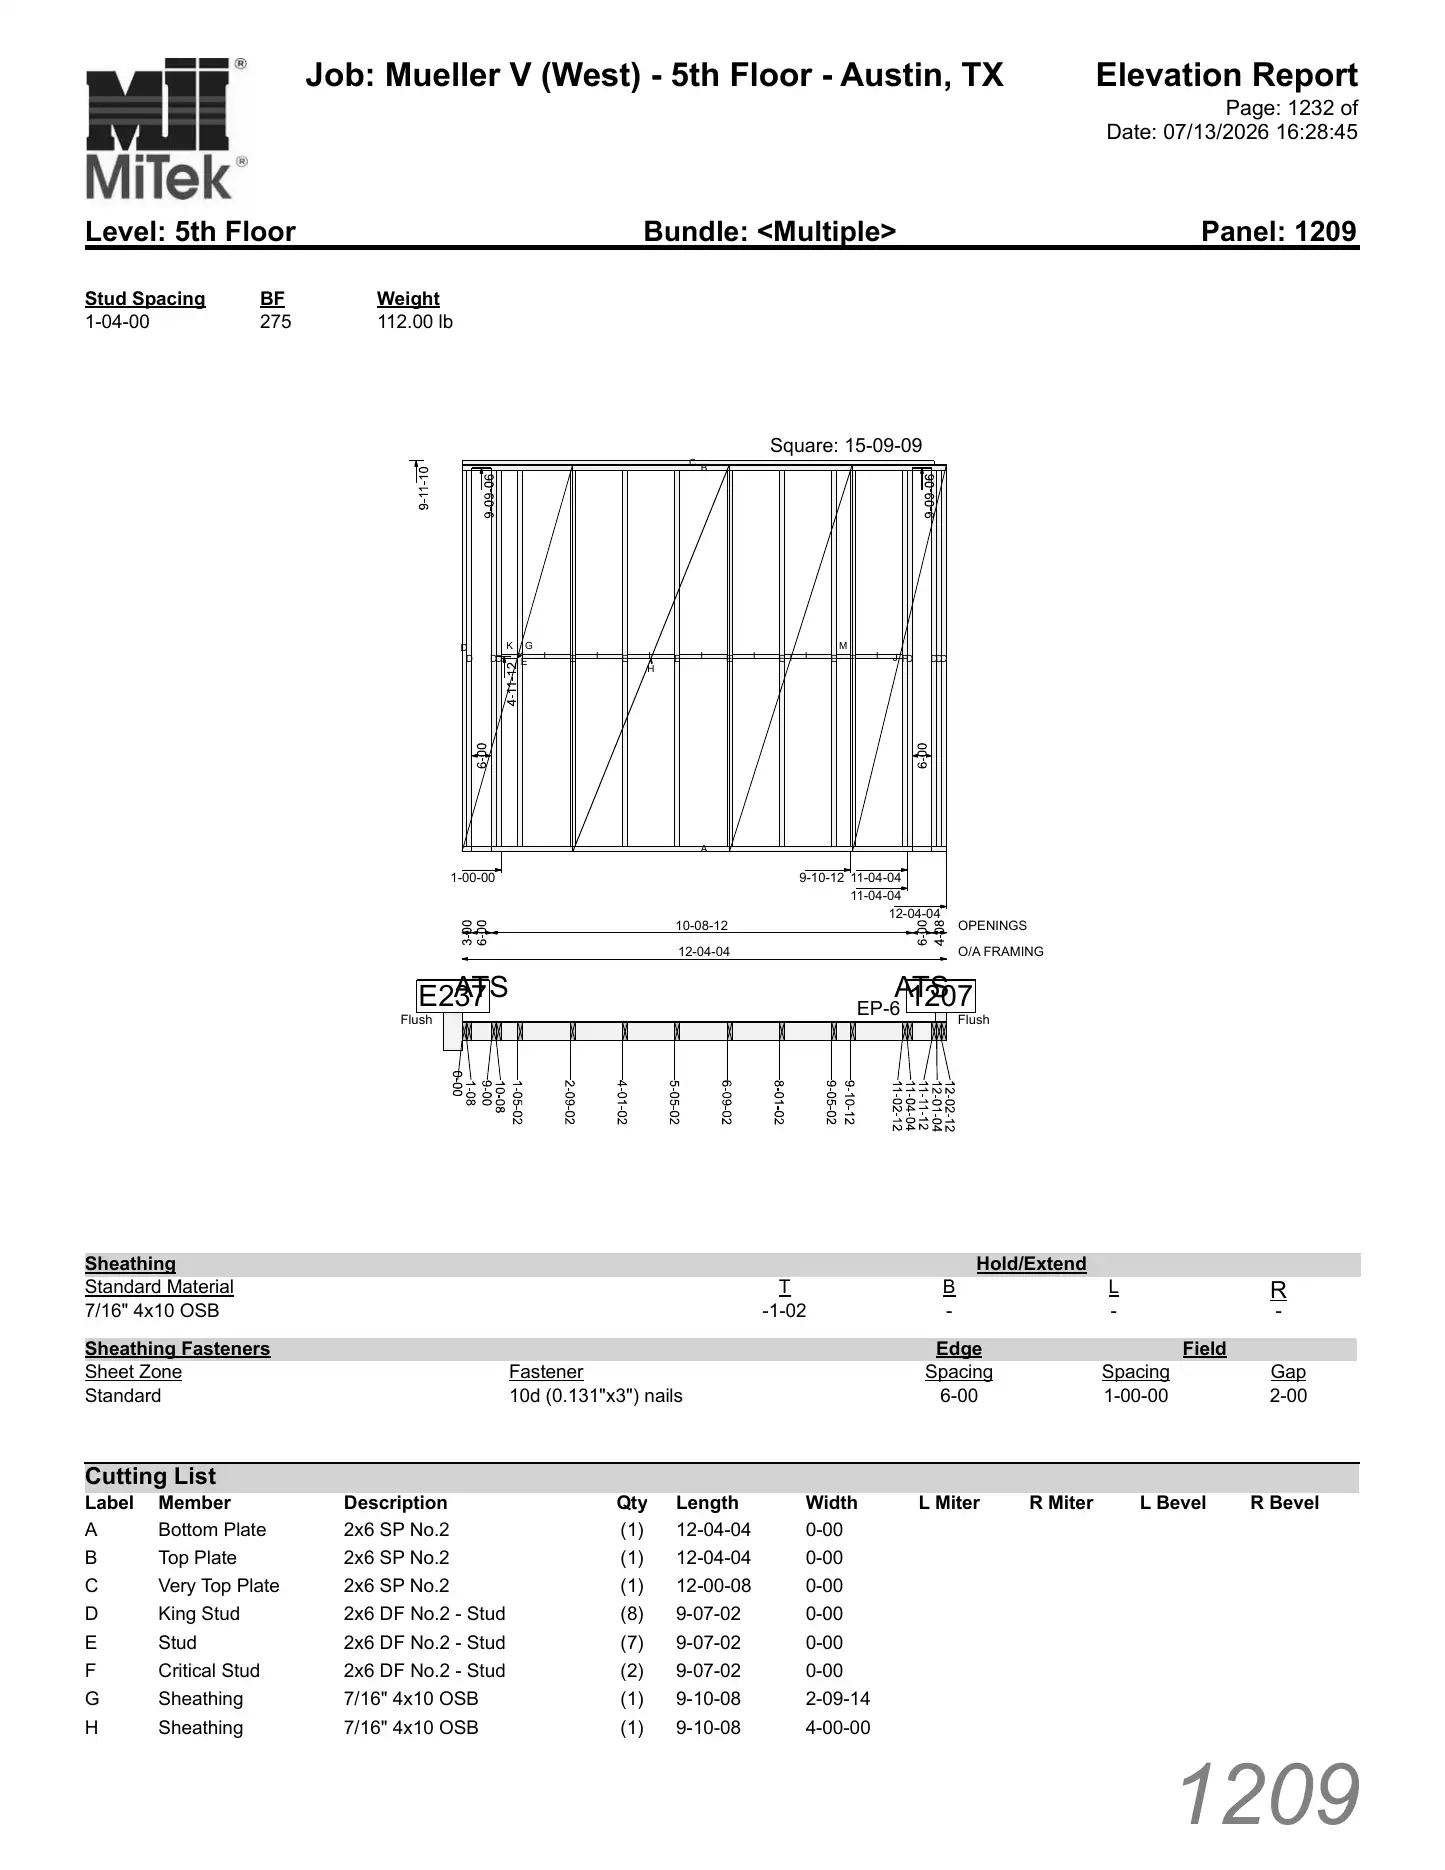 Job: Mueller V (West) - 5th Floor - Austin, TX
Elevation Report
Page: 1232 of
Date: 07/13/2026 16:28:45
MiTek®
Level: 5th Floor Bundle: <Multiple> Panel: 1209
Stud Spacing BF Weight
1-04-00 275 112.00 lb
Square: 15-09-09
C
B
9-11-10
9-09-06
9-09-06
D
K G
M
D
E
H
J
4-11-12
6-00
6-00
A
1-00-00
9-10-12 11-04-04
11-04-04
12-04-04
3-00 6-00 10-08-12 6-00 4-08 OPENINGS
12-04-04 O/A FRAMING
ATS ATS
E237 EP-6 1207
Flush Flush
0-00 1-08 9-00 10-08 1-05-02 2-09-02 4-01-02 5-05-02 6-09-02 8-01-02 9-05-02 9-10-12 11-02-12 11-04-04 11-11-12 12-01-04 12-02-12
Sheathing Hold/Extend
Standard Material T B L R
7/16" 4x10 OSB -1-02 - - -
Sheathing Fasteners Edge Field
Sheet Zone Fastener Spacing Spacing Gap
Standard 10d (0.131"x3") nails 6-00 1-00-00 2-00
Cutting List
Label Member Description Qty Length Width L Miter R Miter L Bevel R Bevel
A Bottom Plate 2x6 SP No.2 (1) 12-04-04 0-00
B Top Plate 2x6 SP No.2 (1) 12-04-04 0-00
C Very Top Plate 2x6 SP No.2 (1) 12-00-08 0-00
D King Stud 2x6 DF No.2 - Stud (8) 9-07-02 0-00
E Stud 2x6 DF No.2 - Stud (7) 9-07-02 0-00
F Critical Stud 2x6 DF No.2 - Stud (2) 9-07-02 0-00
G Sheathing 7/16" 4x10 OSB (1) 9-10-08 2-09-14
H Sheathing 7/16" 4x10 OSB (1) 9-10-08 4-00-00
1209